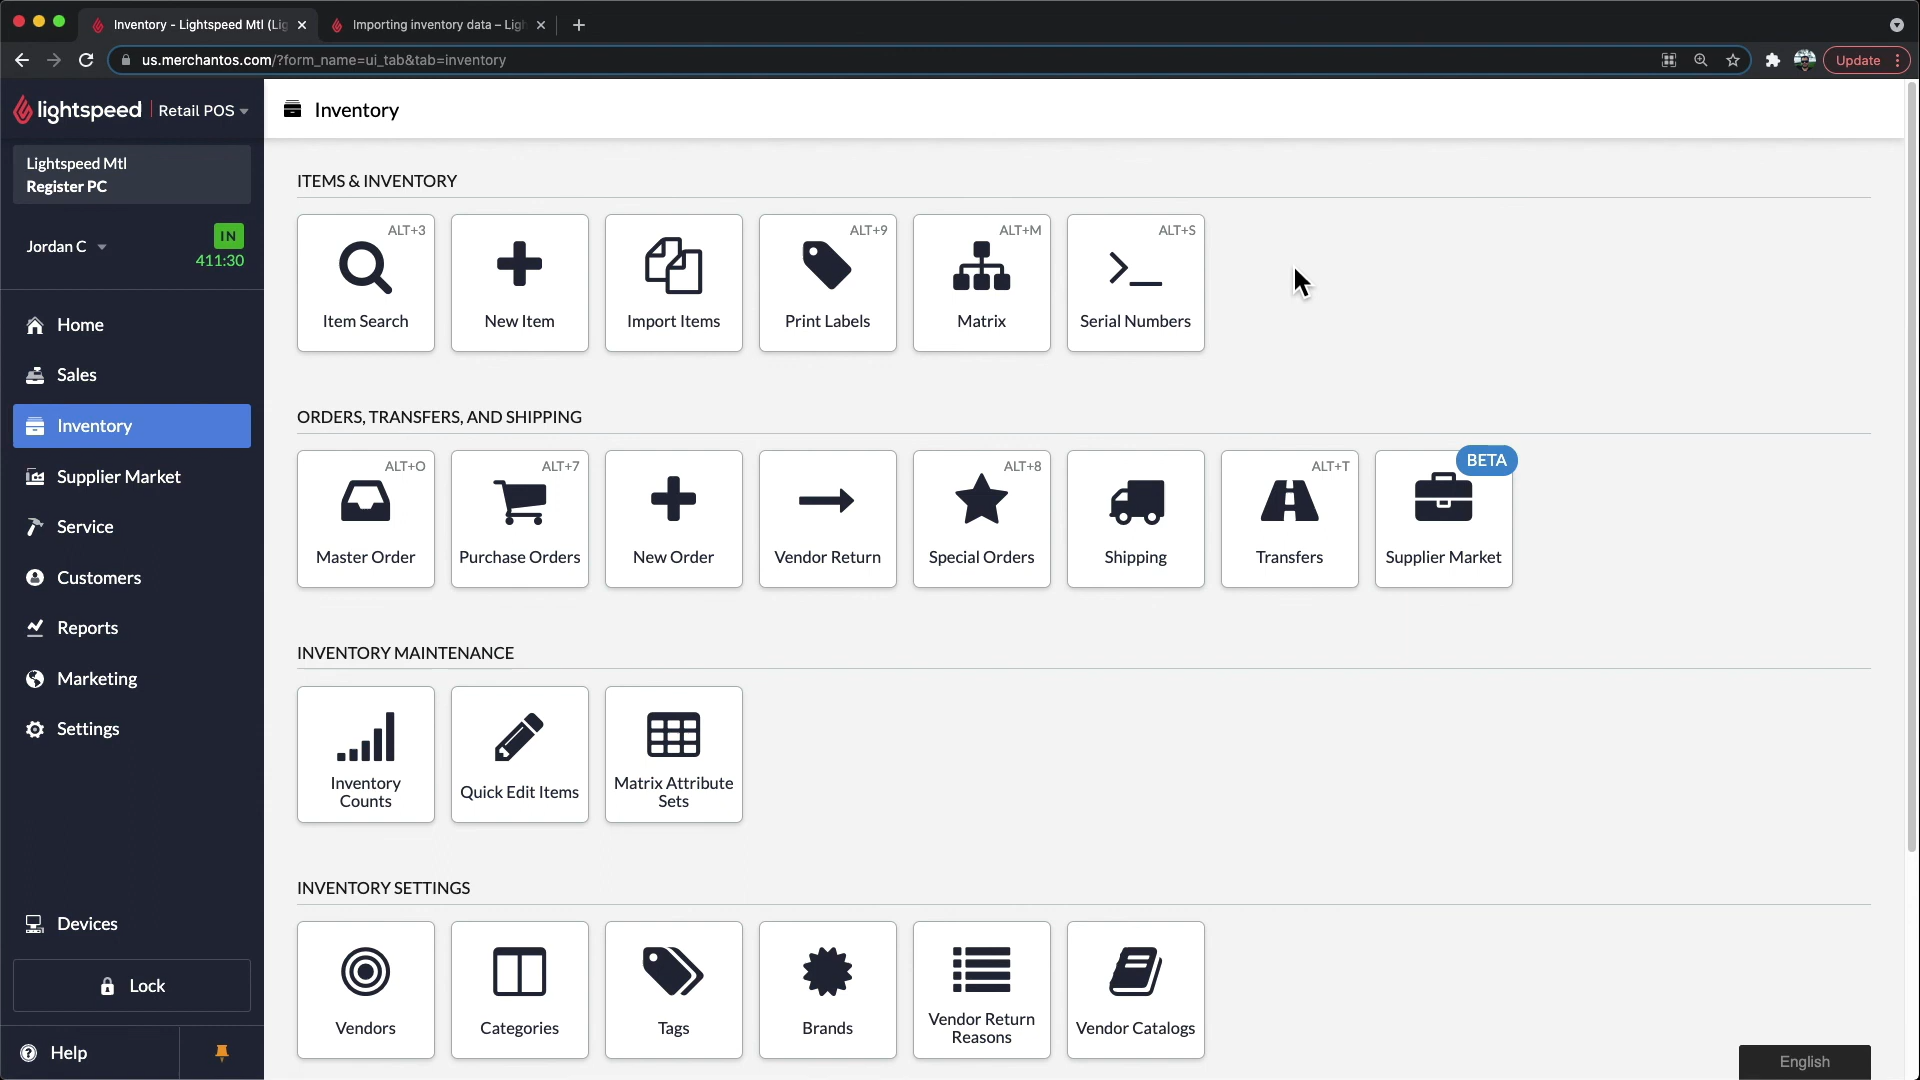 Inventory - Lightspeed Mtl (Lig
Importing inventory data – Ligh
us.merchantos.com/?form_name=ui_tab&tab=inventory
Update
lightspeed
Retail POS
Inventory
Lightspeed Mtl
Register PC
Jordan C
IN
411:30
Home
Sales
Inventory
Supplier Market
Service
Customers
Reports
Marketing
Settings
Devices
Lock
Help
ITEMS & INVENTORY
ALT+3
Item Search
New Item
Import Items
ALT+9
Print Labels
ALT+M
Matrix
ALT+S
Serial Numbers
ORDERS, TRANSFERS, AND SHIPPING
ALT+O
Master Order
ALT+7
Purchase Orders
New Order
Vendor Return
ALT+8
Special Orders
Shipping
ALT+T
Transfers
BETA
Supplier Market
INVENTORY MAINTENANCE
Inventory
Counts
Quick Edit Items
Matrix Attribute
Sets
INVENTORY SETTINGS
Vendors
Categories
Tags
Brands
Vendor Return
Reasons
Vendor Catalogs
English